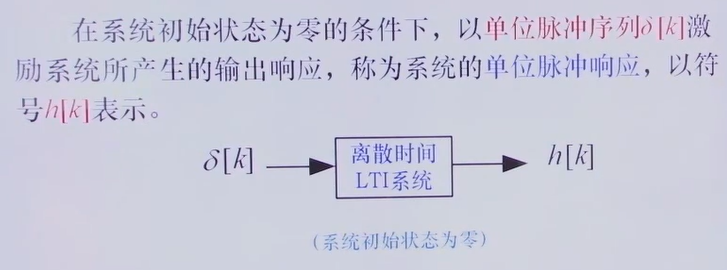 在系统初始状态为零的条件下，以单位脉冲序列δ[k]激
励系统所产生的输出响应，称为系统的单位脉冲响应，以符
号h[k]表示。
δ[k] 离散时间 h[k]
LTI系统
(系统初始状态为零)